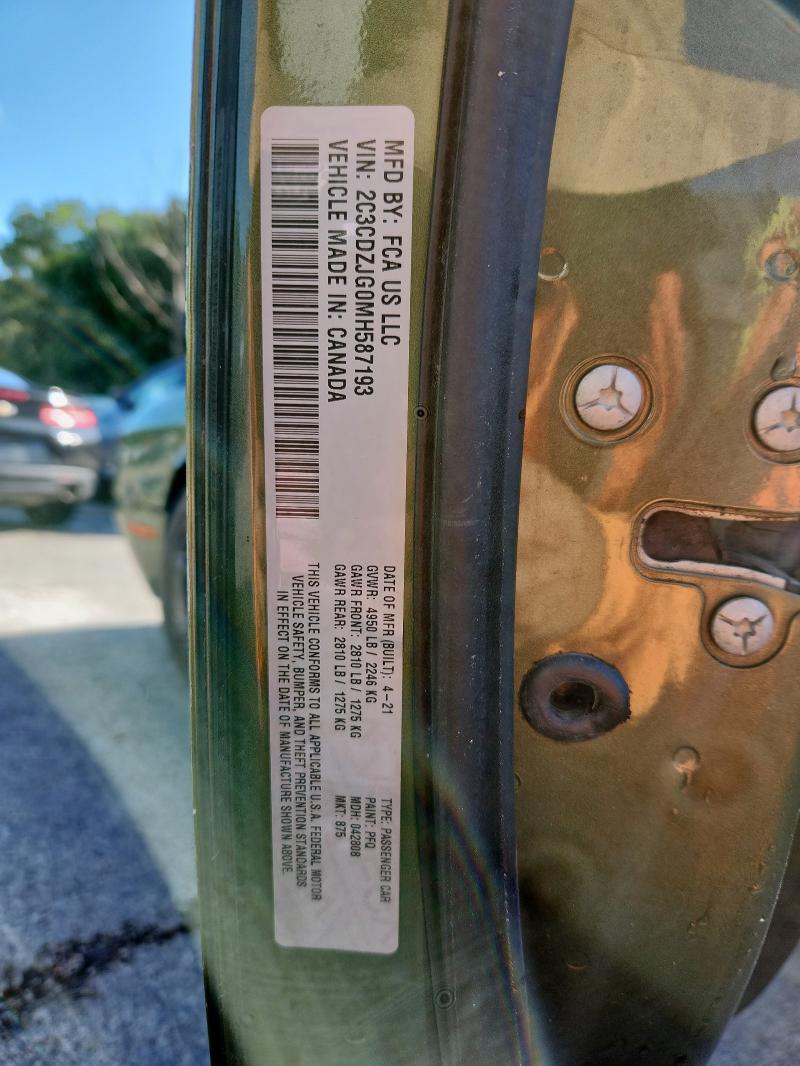 MFD BY: FCA US LLC
VIN: 2C3CDZJG0MH587193
VEHICLE MADE IN: CANADA
DATE OF MFR (BUILT): 4-21
GVWR: 4950 LB / 2246 KG
GAWR FRONT: 2810 LB / 1275 KG
GAWR REAR: 2810 LB / 1275 KG
TYPE: PASSENGER CAR
PAINT: PFQ
MDH: 042808
MKT: 875
THIS VEHICLE CONFORMS TO ALL APPLICABLE U.S.A. FEDERAL MOTOR
VEHICLE SAFETY, BUMPER, AND THEFT PREVENTION STANDARDS
IN EFFECT ON THE DATE OF MANUFACTURE SHOWN ABOVE.